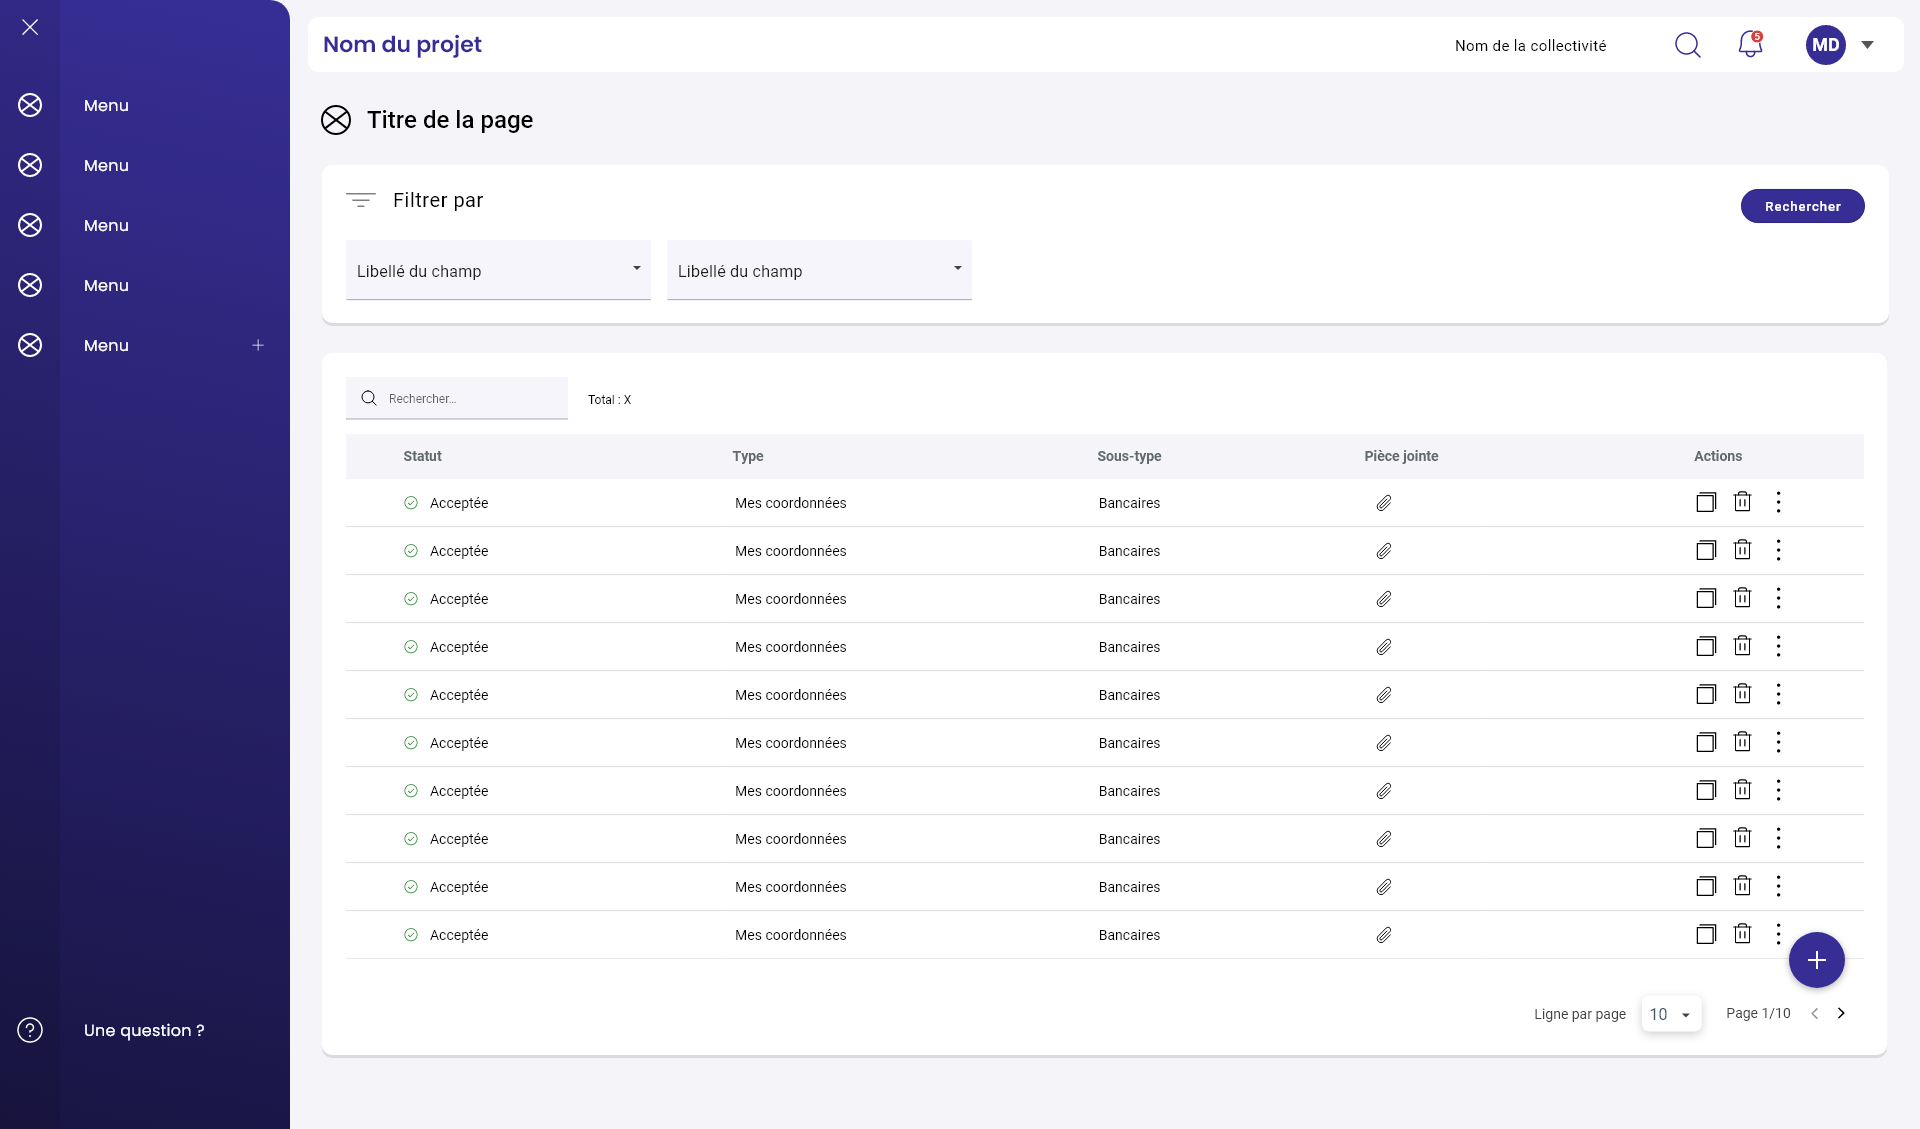 Nom du projet
Nom de la collectivité
5
MD
Menu
Menu
Menu
Menu
Menu
Une question ?
Titre de la page
Filtrer par
Rechercher
Libellé du champ
Libellé du champ
Rechercher...
Total : X
Statut Type Sous-type Pièce jointe Actions
Acceptée Mes coordonnées Bancaires
Acceptée Mes coordonnées Bancaires
Acceptée Mes coordonnées Bancaires
Acceptée Mes coordonnées Bancaires
Acceptée Mes coordonnées Bancaires
Acceptée Mes coordonnées Bancaires
Acceptée Mes coordonnées Bancaires
Acceptée Mes coordonnées Bancaires
Acceptée Mes coordonnées Bancaires
Acceptée Mes coordonnées Bancaires
Ligne par page 10 Page 1/10